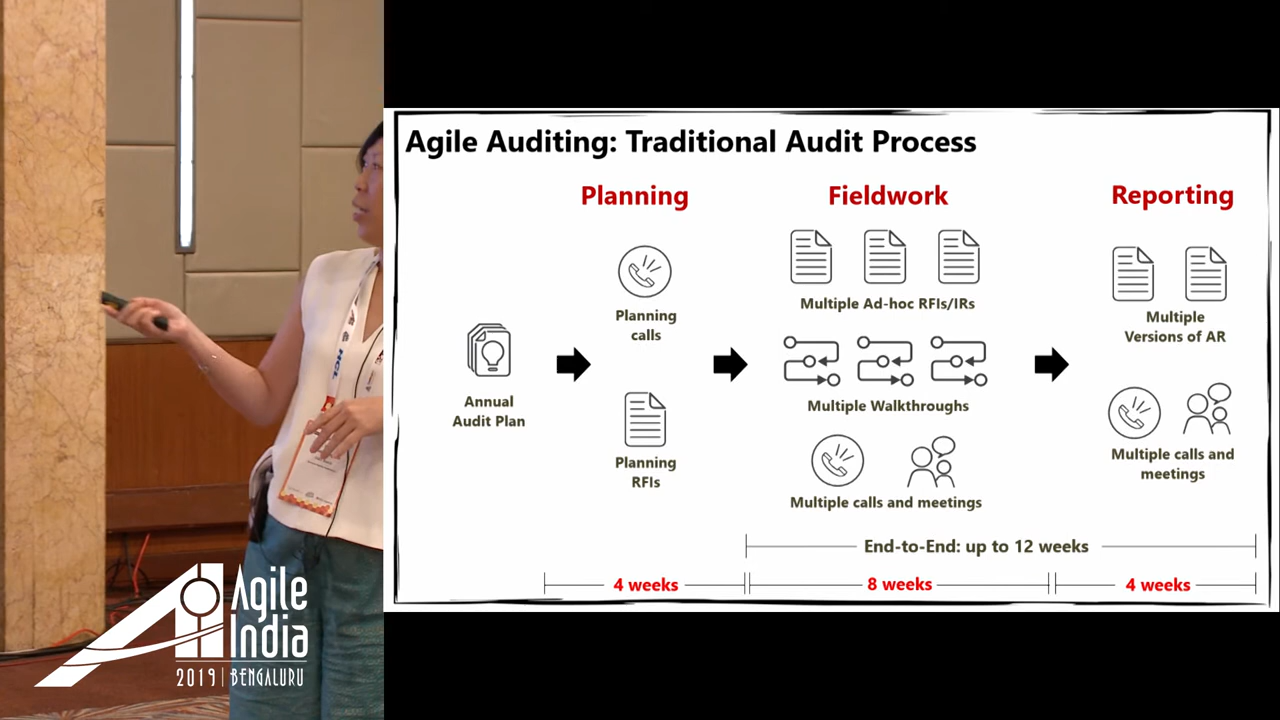 Agile Auditing: Traditional Audit Process
Planning
Fieldwork
Reporting
Annual
Audit Plan
Planning
calls
Planning
RFIs
Multiple Ad-hoc RFIs/IRs
Multiple Walkthroughs
Multiple calls and meetings
Multiple
Versions of AR
Multiple calls and
meetings
End-to-End: up to 12 weeks
4 weeks
8 weeks
4 weeks
HCL
Agile
India
2019 | BENGALURU